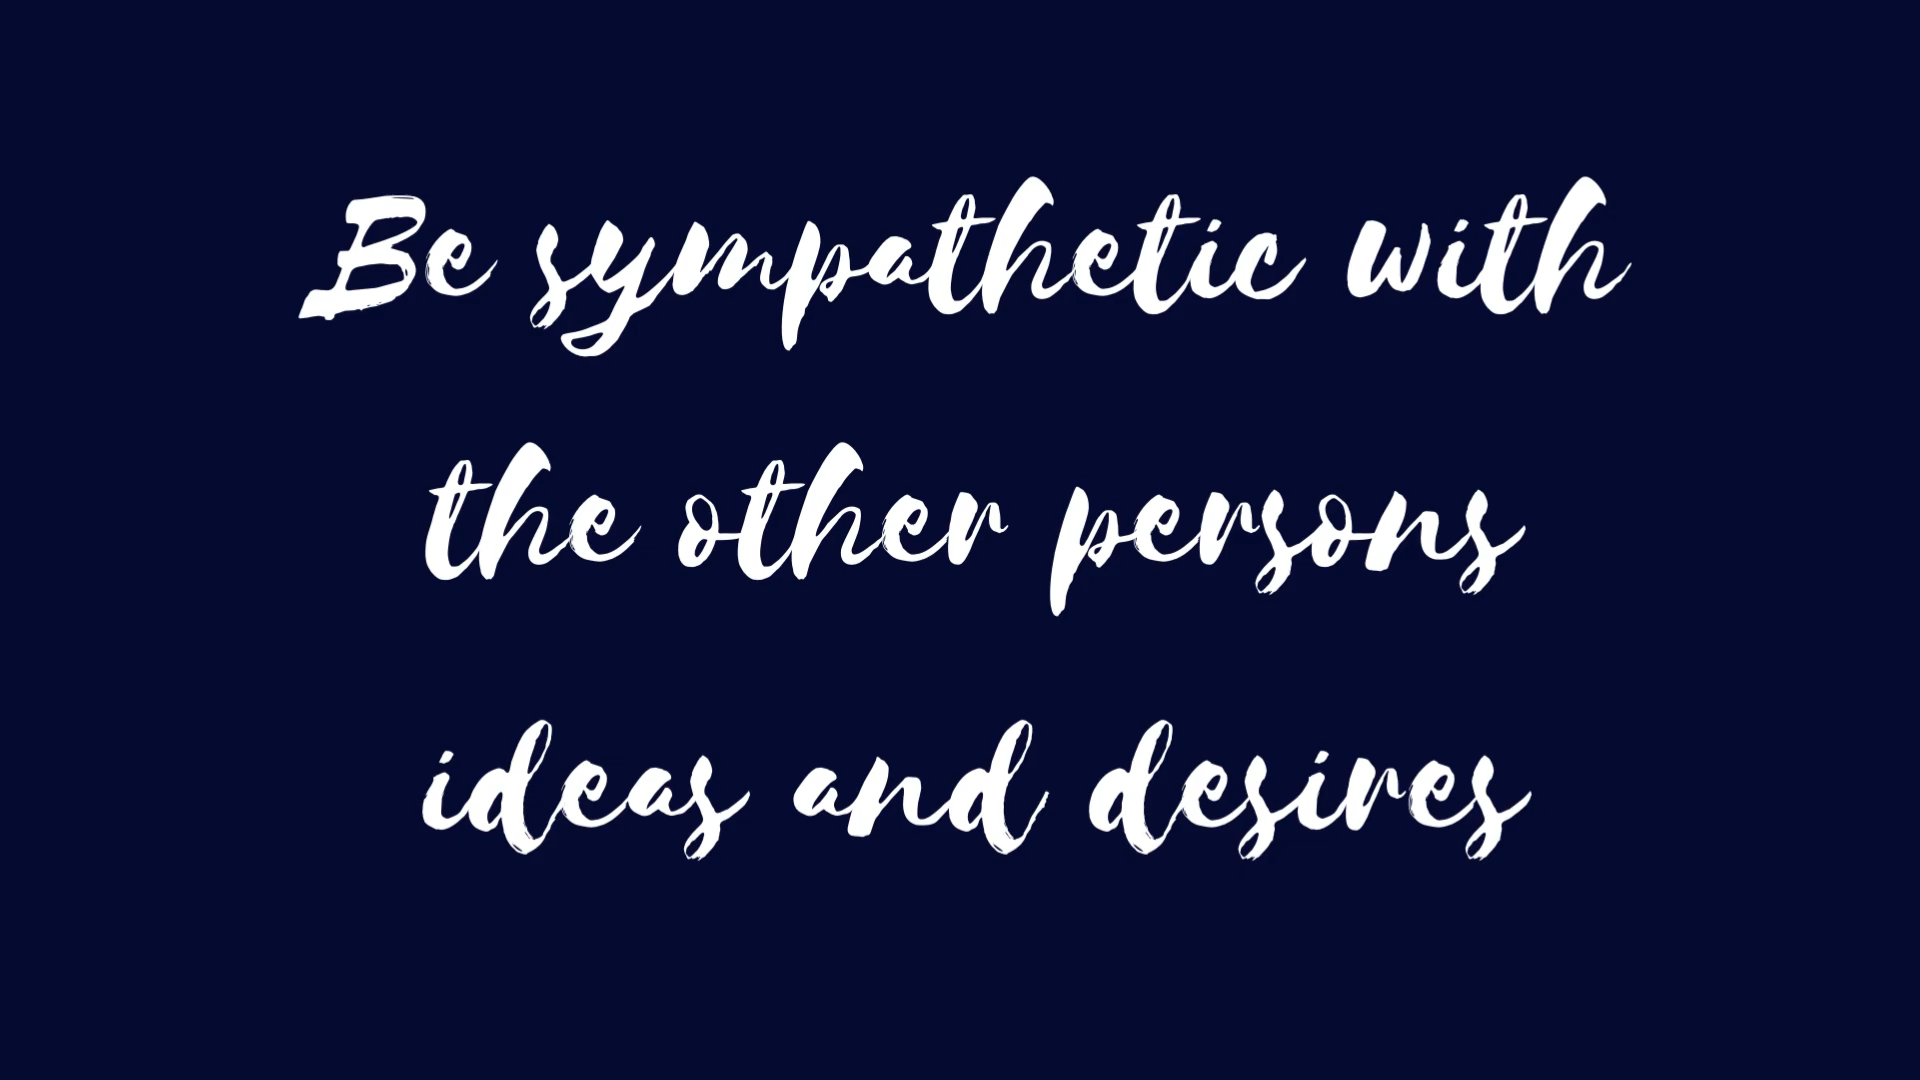 Be sympathetic with
the other persons
ideas and desires